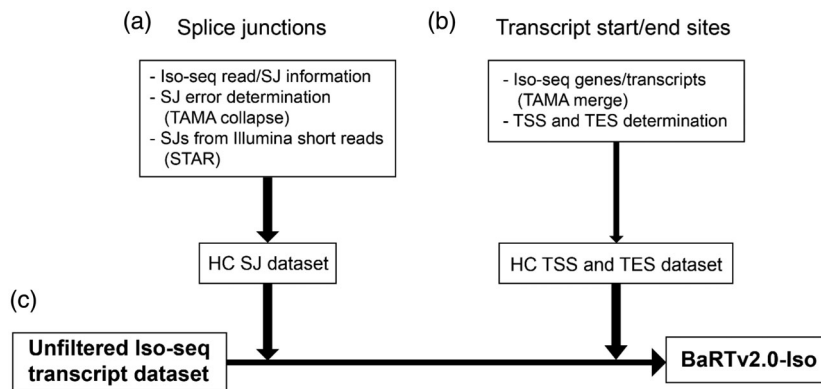 (a) Splice junctions
- Iso-seq read/SJ information
- SJ error determination
(TAMA collapse)
- SJs from Illumina short reads
(STAR)
HC SJ dataset
(b) Transcript start/end sites
- Iso-seq genes/transcripts
(TAMA merge)
- TSS and TES determination
HC TSS and TES dataset
(c)
Unfiltered Iso-seq
transcript dataset
BaRTv2.0-Iso